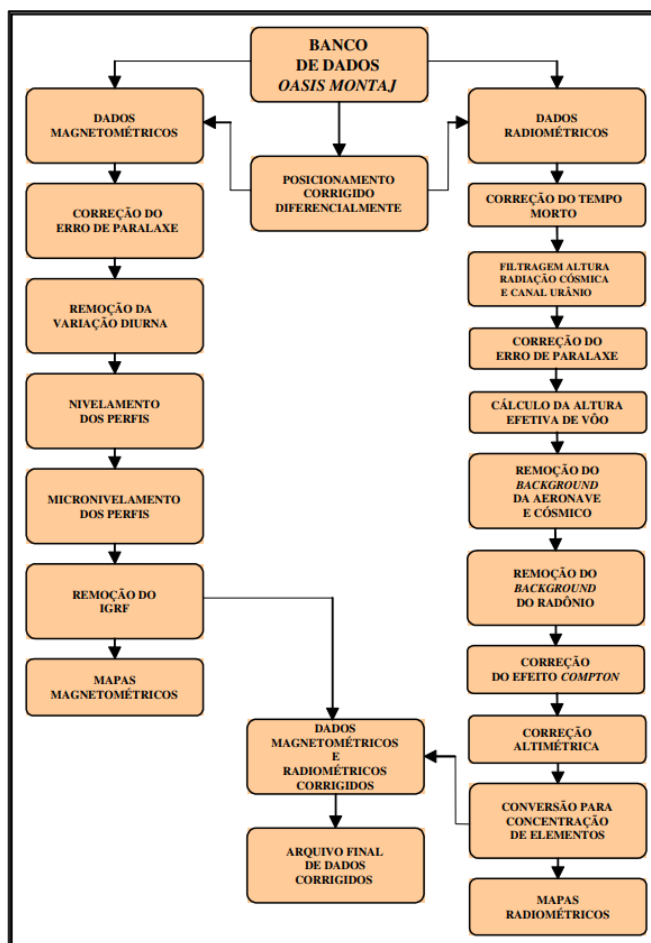 BANCO
DE DADOS
OASIS MONTAJ
DADOS
MAGNETOMÉTRICOS
POSICIONAMENTO
CORRIGIDO
DIFERENCIALMENTE
DADOS
RADIOMÉTRICOS
CORREÇÃO DO
ERRO DE PARALAXE
REMOÇÃO DA
VARIAÇÃO DIURNA
NIVELAMENTO
DOS PERFIS
MICRONIVELAMENTO
DOS PERFIS
REMOÇÃO DO
IGRF
MAPAS
MAGNETOMÉTRICOS
CORREÇÃO DO TEMPO
MORTO
FILTRAGEM ALTURA
RADIAÇÃO CÓSMICA
E CANAL URÂNIO
CORREÇÃO DO
ERRO DE PARALAXE
CÁLCULO DA ALTURA
EFETIVA DE VÔO
REMOÇÃO DO
BACKGROUND
DA AERONAVE
E CÓSMICO
REMOÇÃO DO
BACKGROUND
DO RADÔNIO
CORREÇÃO
DO EFEITO COMPTON
CORREÇÃO
ALTIMÉTRICA
CONVERSÃO PARA
CONCENTRAÇÃO
DE ELEMENTOS
MAPAS
RADIOMÉTRICOS
DADOS
MAGNETOMÉTRICOS
E
RADIOMÉTRICOS
CORRIGIDOS
ARQUIVO FINAL
DE DADOS
CORRIGIDOS